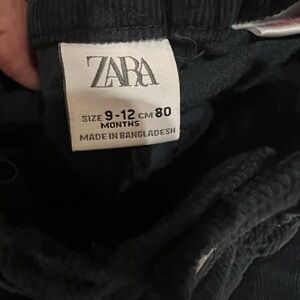 ZARA
SIZE 9-12 CM 80
MONTHS
MADE IN BANGLADESH